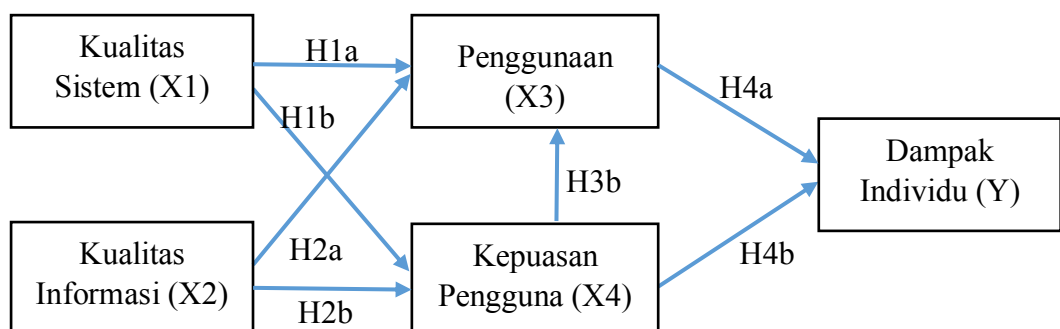 Kualitas
Sistem (X1)
H1a
H1b
Penggunaan
(X3)
H4a
H3b
Dampak
Individu (Y)
Kualitas
Informasi (X2)
H2a
H2b
Kepuasan
Pengguna (X4)
H4b